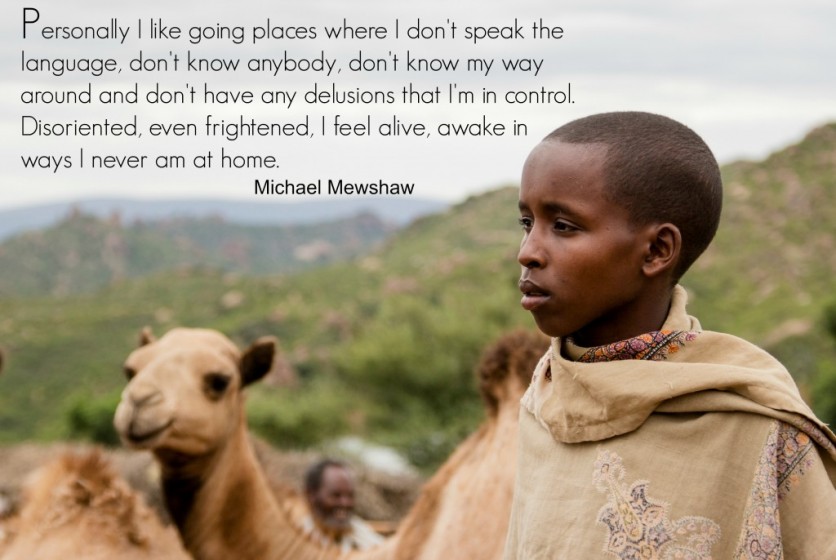 Personally I like going places where I don't speak the
language, don't know anybody, don't know my way
around and don't have any delusions that I'm in control.
Disoriented, even frightened, I feel alive, awake in
ways I never am at home.
Michael Mewshaw